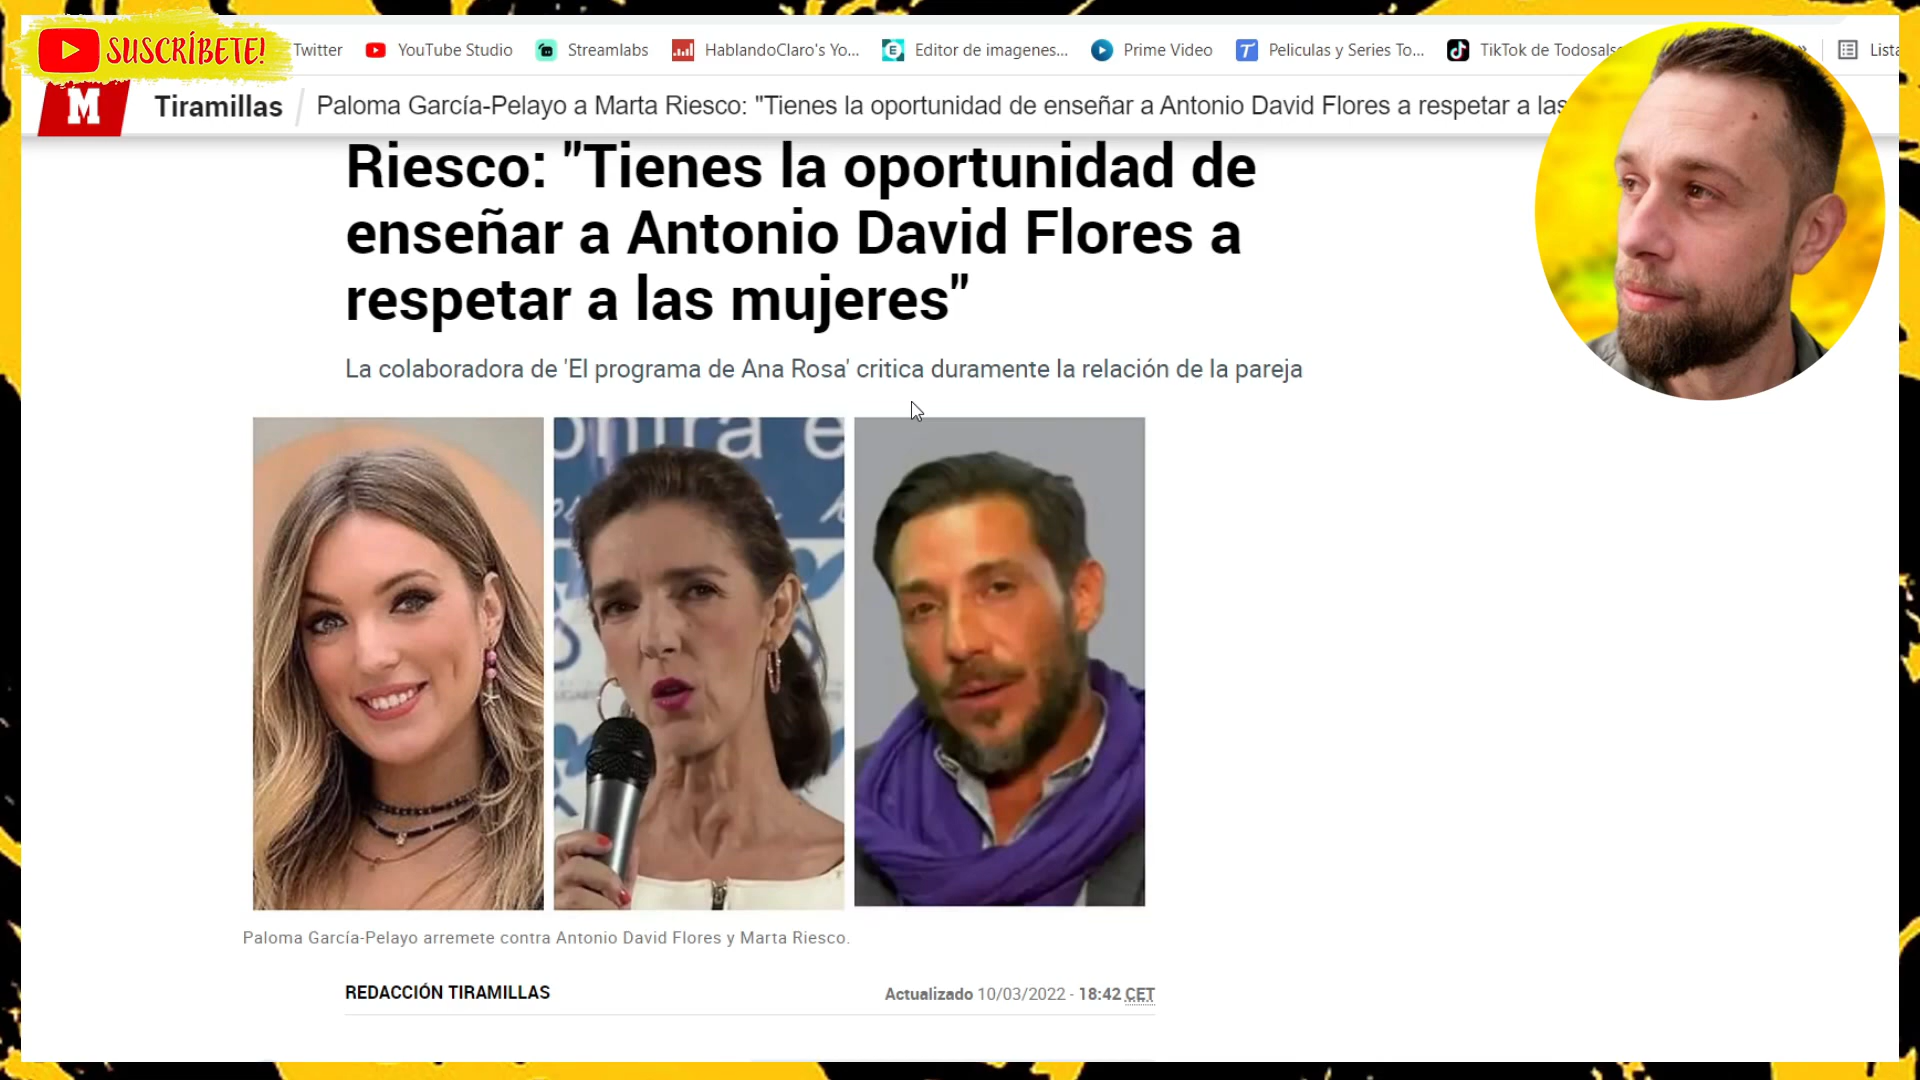 SUSCRÍBETE!
Twitter
YouTube Studio
Streamlabs
HablandoClaro's Yo...
Editor de imagenes...
Prime Video
T
Peliculas y Series To...
TikTok de Todosals
»
M
Tiramillas
Paloma García-Pelayo a Marta Riesco: "Tienes la oportunidad de enseñar a Antonio David Flores a respetar a las
Riesco: "Tienes la oportunidad de
enseñar a Antonio David Flores a
respetar a las mujeres"
La colaboradora de 'El programa de Ana Rosa' critica duramente la relación de la pareja
ontra e
Paloma García-Pelayo arremete contra Antonio David Flores y Marta Riesco.
REDACCIÓN TIRAMILLAS
Actualizado 10/03/2022 - 18:42 CET